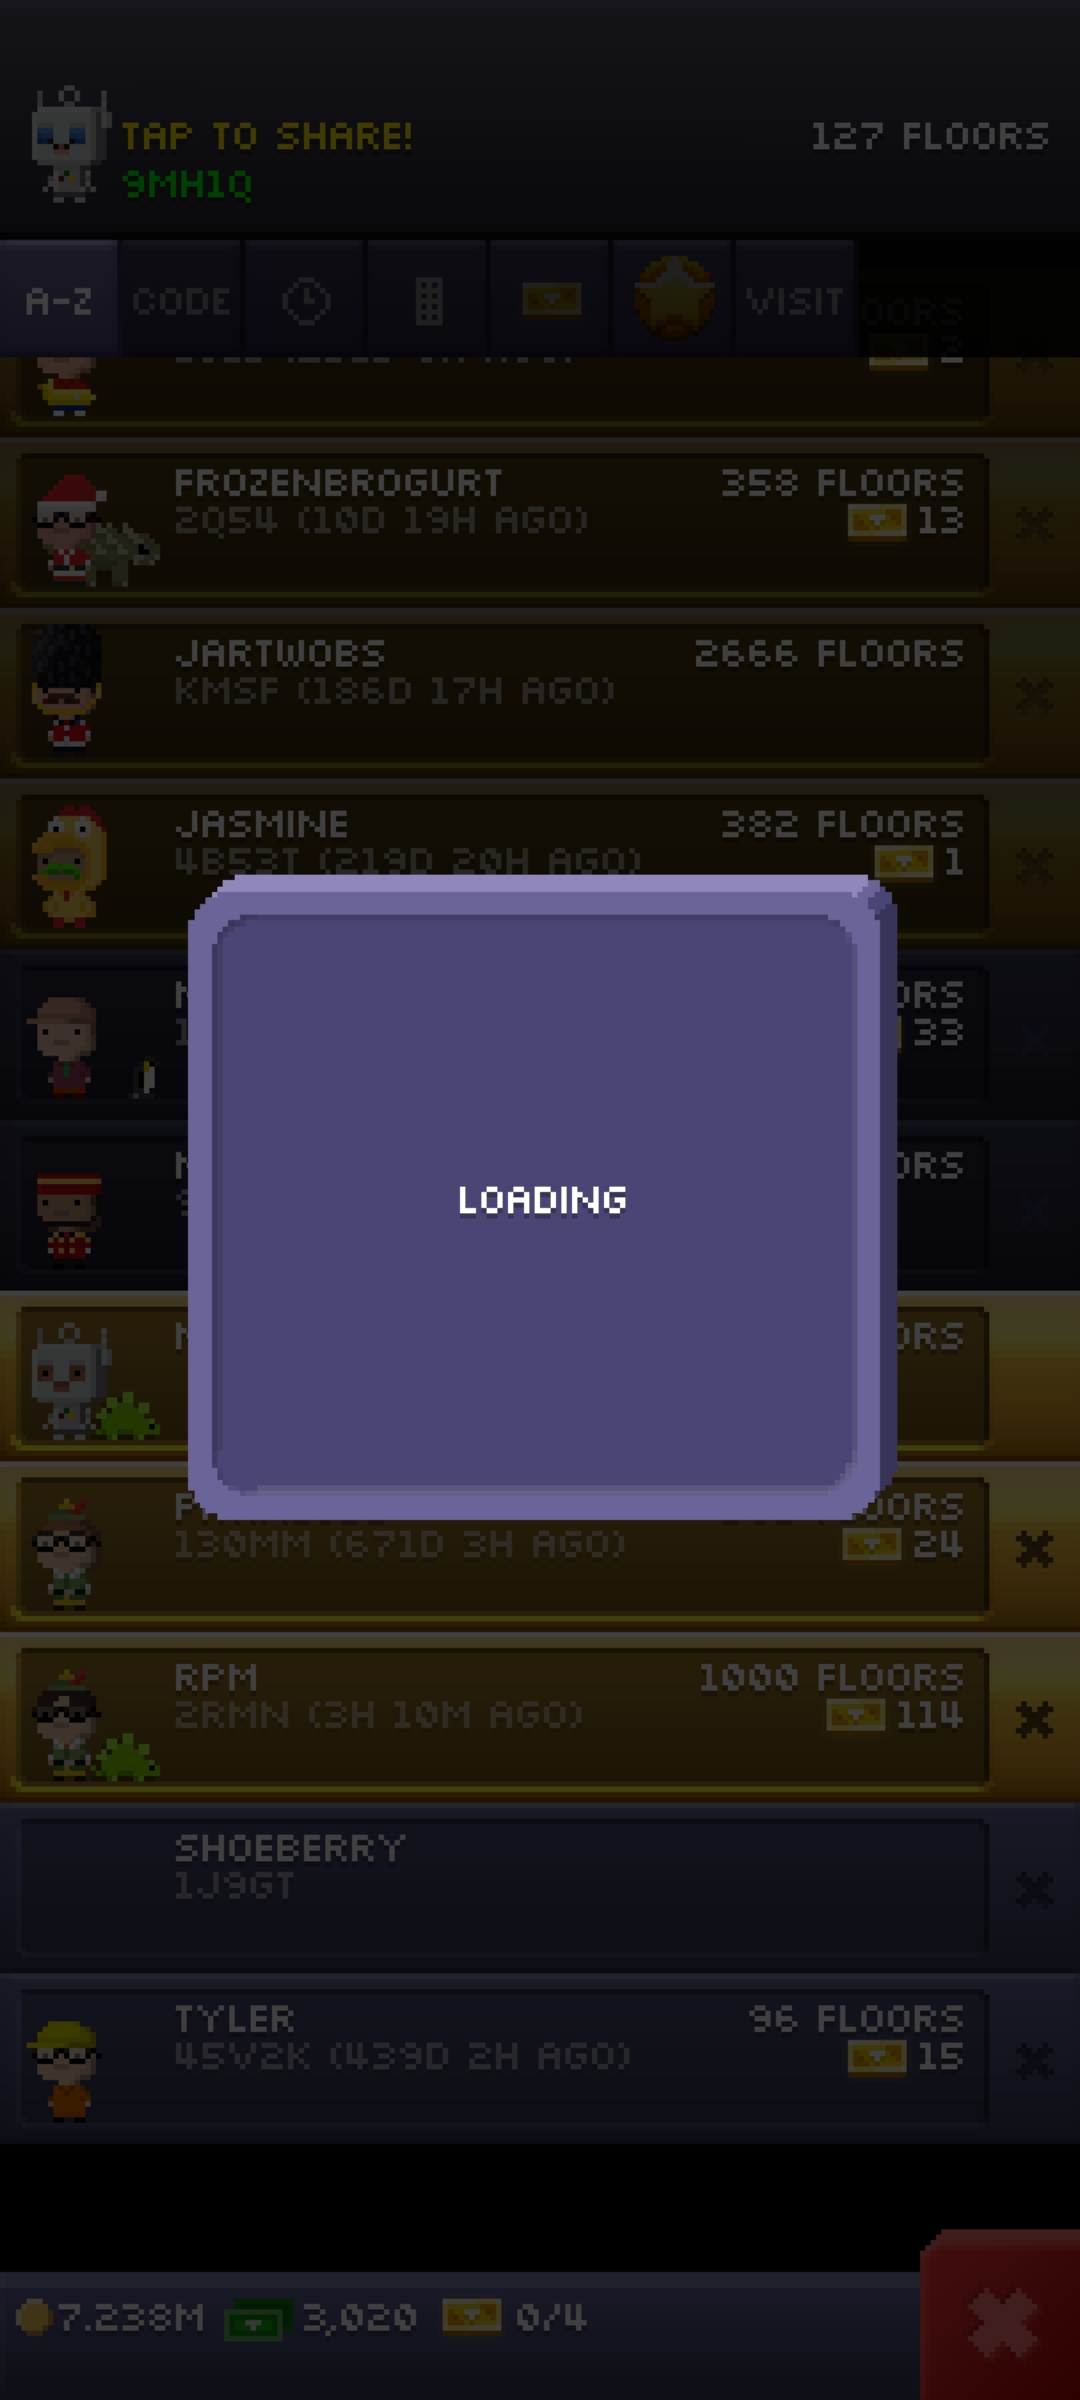 TAP TO SHARE!
127 FLOORS
9MH1Q
A-Z
CODE
VISIT
2
FROZENBROGURT
358 FLOORS
2Q54 (10D 19H AGO)
13
JARTWOBS
2666 FLOORS
KMSF (186D 17H AGO)
JASMINE
382 FLOORS
4B53T (219D 20H AGO)
1
33
LOADING
130MM (671D 3H AGO)
24
RPM
1000 FLOORS
2RMN (3H 10M AGO)
114
SHOEBERRY
1J9GT
TYLER
96 FLOORS
45V2K (439D 2H AGO)
15
7.238M
3,020
0/4